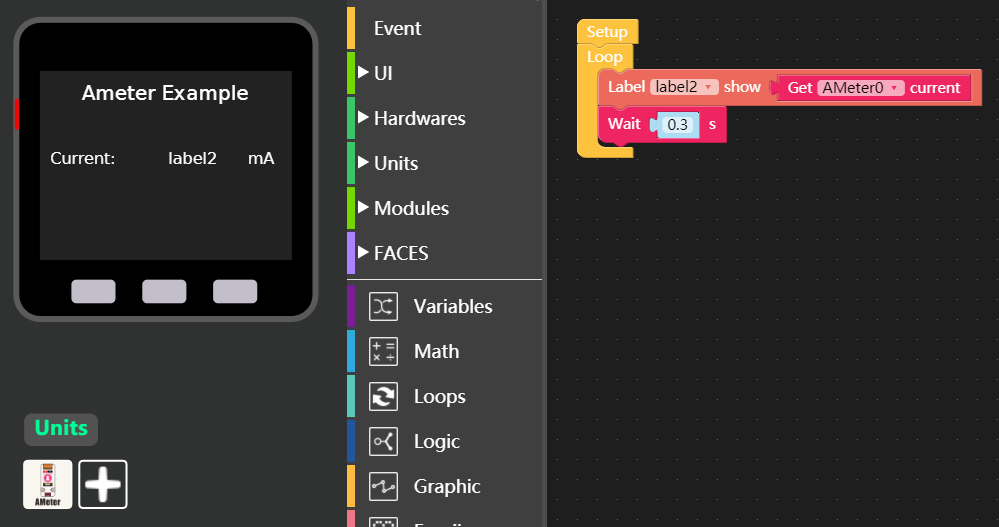 Ameter Example
Current: label2 mA
Units
AMeter
Event
UI
Hardwares
Units
Modules
FACES
Variables
Math
Loops
Logic
Graphic
Setup
Loop
Label label2 show Get AMeter0 current
Wait 0.3 s